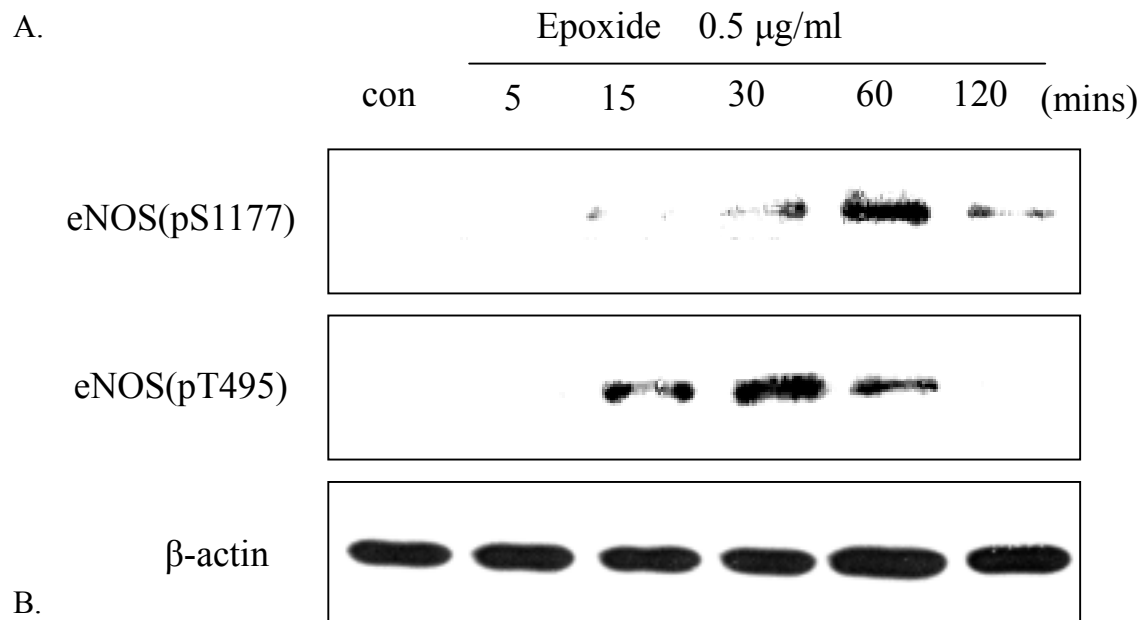 A.
Epoxide 0.5 μg/ml
con 5 15 30 60 120 (mins)
eNOS(pS1177)
eNOS(pT495)
β-actin
B.